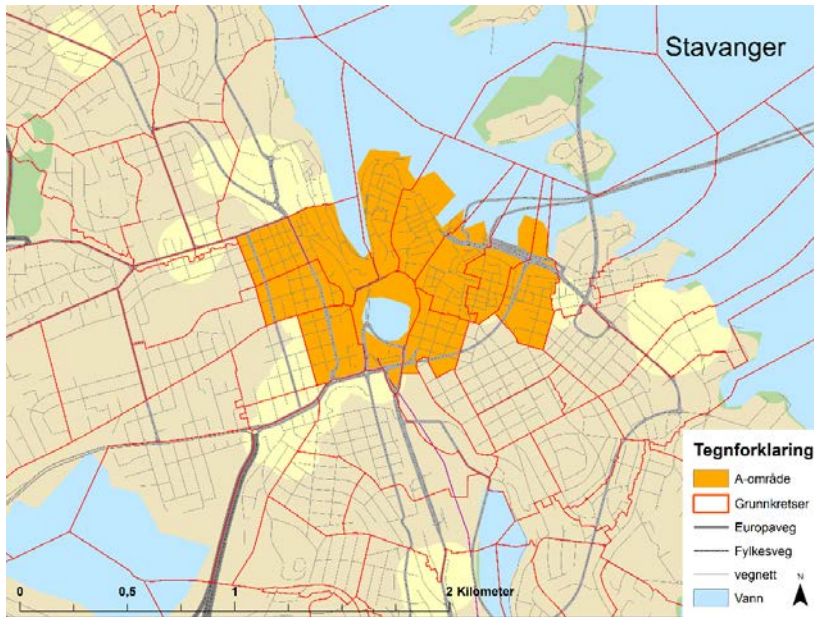 Stavanger
Tegnforklaring
A-område
Grunnkretser
Europaveg
Fylkesveg
vegnett
N
Vann
0 0,5 1 2 Kilometer